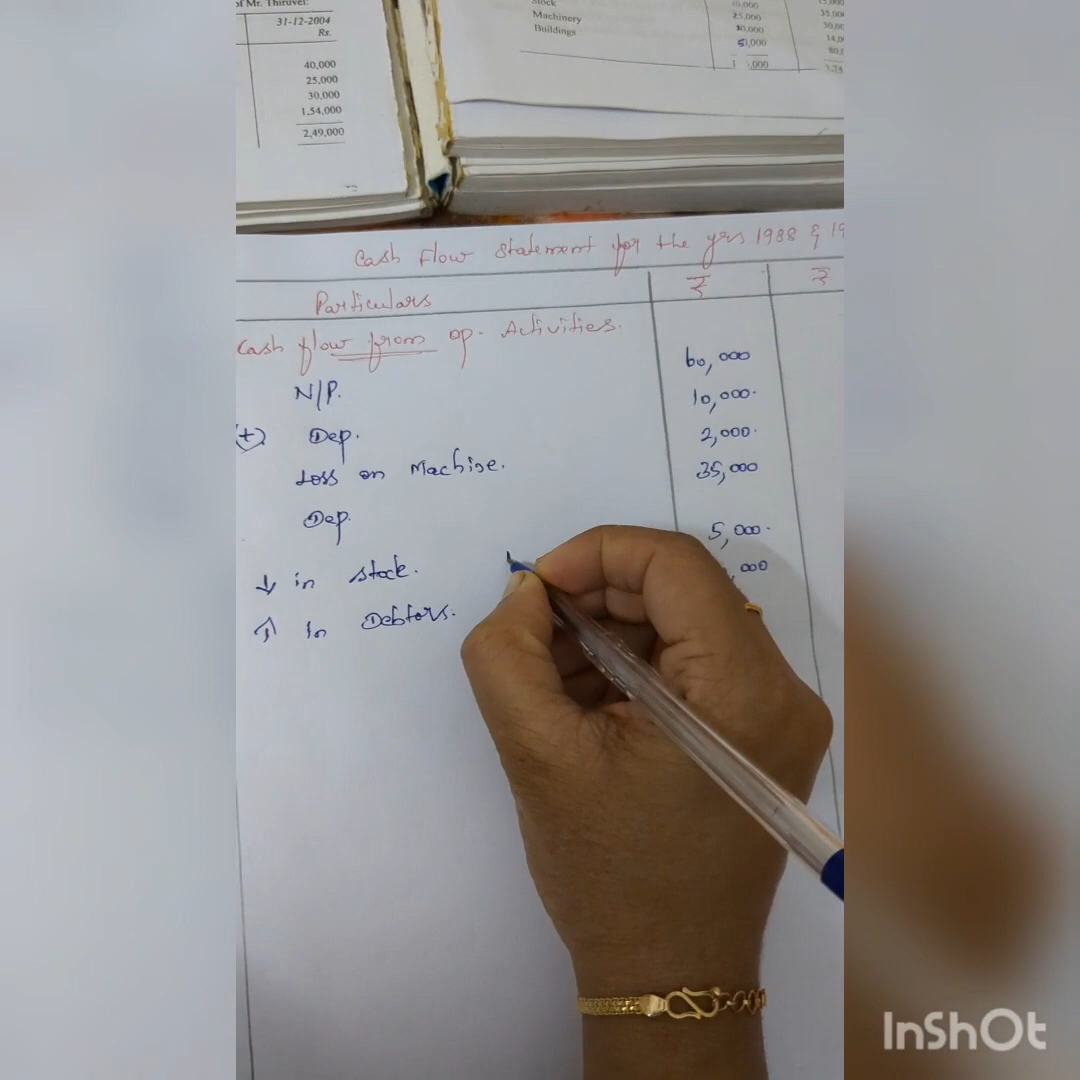 of Mr. Thiruvel:
31-12-2004
Rs.
40,000
25,000
30,000
1,54,000
2,49,000
Stock
Machinery
Buildings
10,000
25,000
Cash Flow Statement for the yrs 1988 &
Particulars ₹ ₹
Cash flow from op. Activities.
N/P. 60,000
(+) Dep. 10,000.
Loss on Machine. 2,000.
Dep. 35,000
↓ in stock. 5,000.
↑ in Debtors. ,000
InShOt